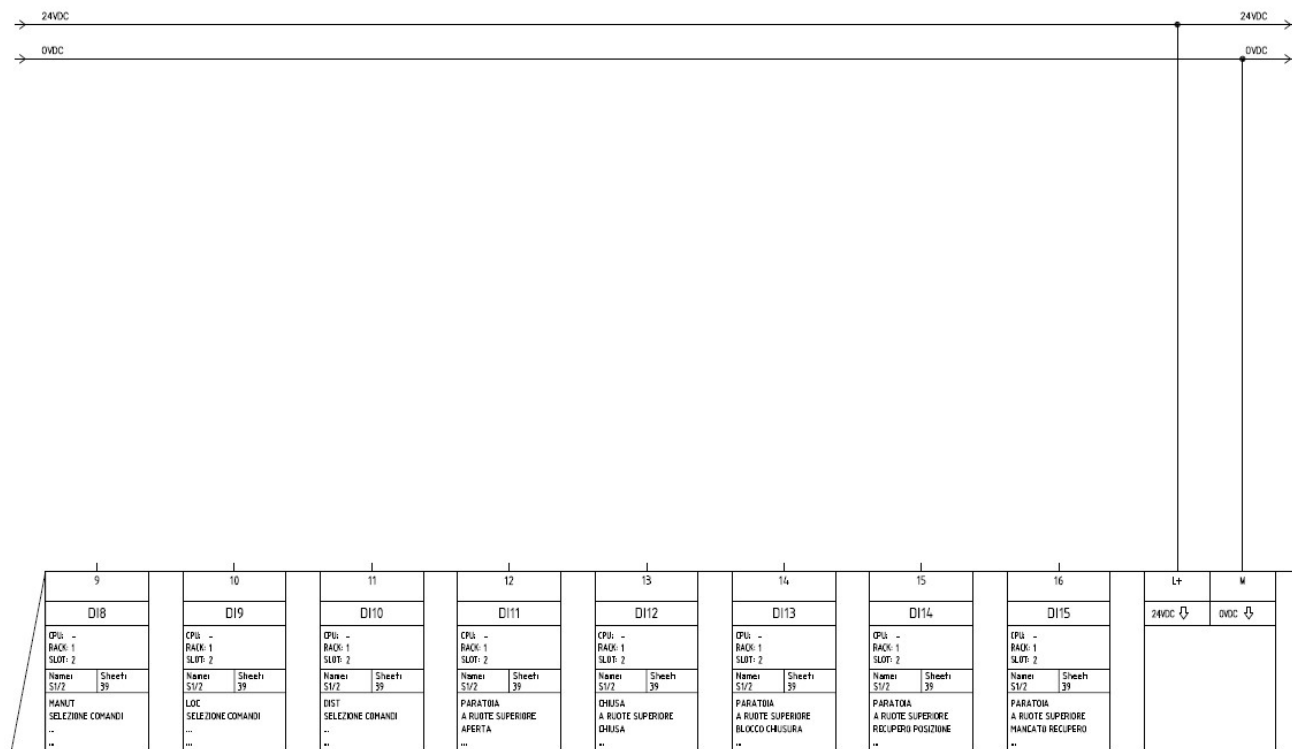 24VDC 24VDC
0VDC 0VDC
9 10 11 12 13 14 15 16 L+ M
DI8 DI9 DI10 DI11 DI12 DI13 DI14 DI15 24VDC 0VDC
CPU: - CPU: - CPU: - CPU: - CPU: - CPU: - CPU: - CPU: -
RACK: 1 RACK: 1 RACK: 1 RACK: 1 RACK: 1 RACK: 1 RACK: 1 RACK: 1
SLOT: 2 SLOT: 2 SLOT: 2 SLOT: 2 SLOT: 2 SLOT: 2 SLOT: 2 SLOT: 2
Name: Sheet: Name: Sheet: Name: Sheet: Name: Sheet: Name: Sheet: Name: Sheet: Name: Sheet: Name: Sheet:
S1/2 39 S1/2 39 S1/2 39 S1/2 39 S1/2 39 S1/2 39 S1/2 39 S1/2 39
MANUT LOC DIST PARATOIA CHIUSA PARATOIA PARATOIA PARATOIA
SELEZIONE COMANDI SELEZIONE COMANDI SELEZIONE COMANDI A RUOTE SUPERIORE A RUOTE SUPERIORE A RUOTE SUPERIORE A RUOTE SUPERIORE A RUOTE SUPERIORE
... ... ... APERTA CHIUSA BLOCCO CHIUSURA RECUPERO POSIZIONE MANCATO RECUPERO
... ... ... ... ... ... ... ...